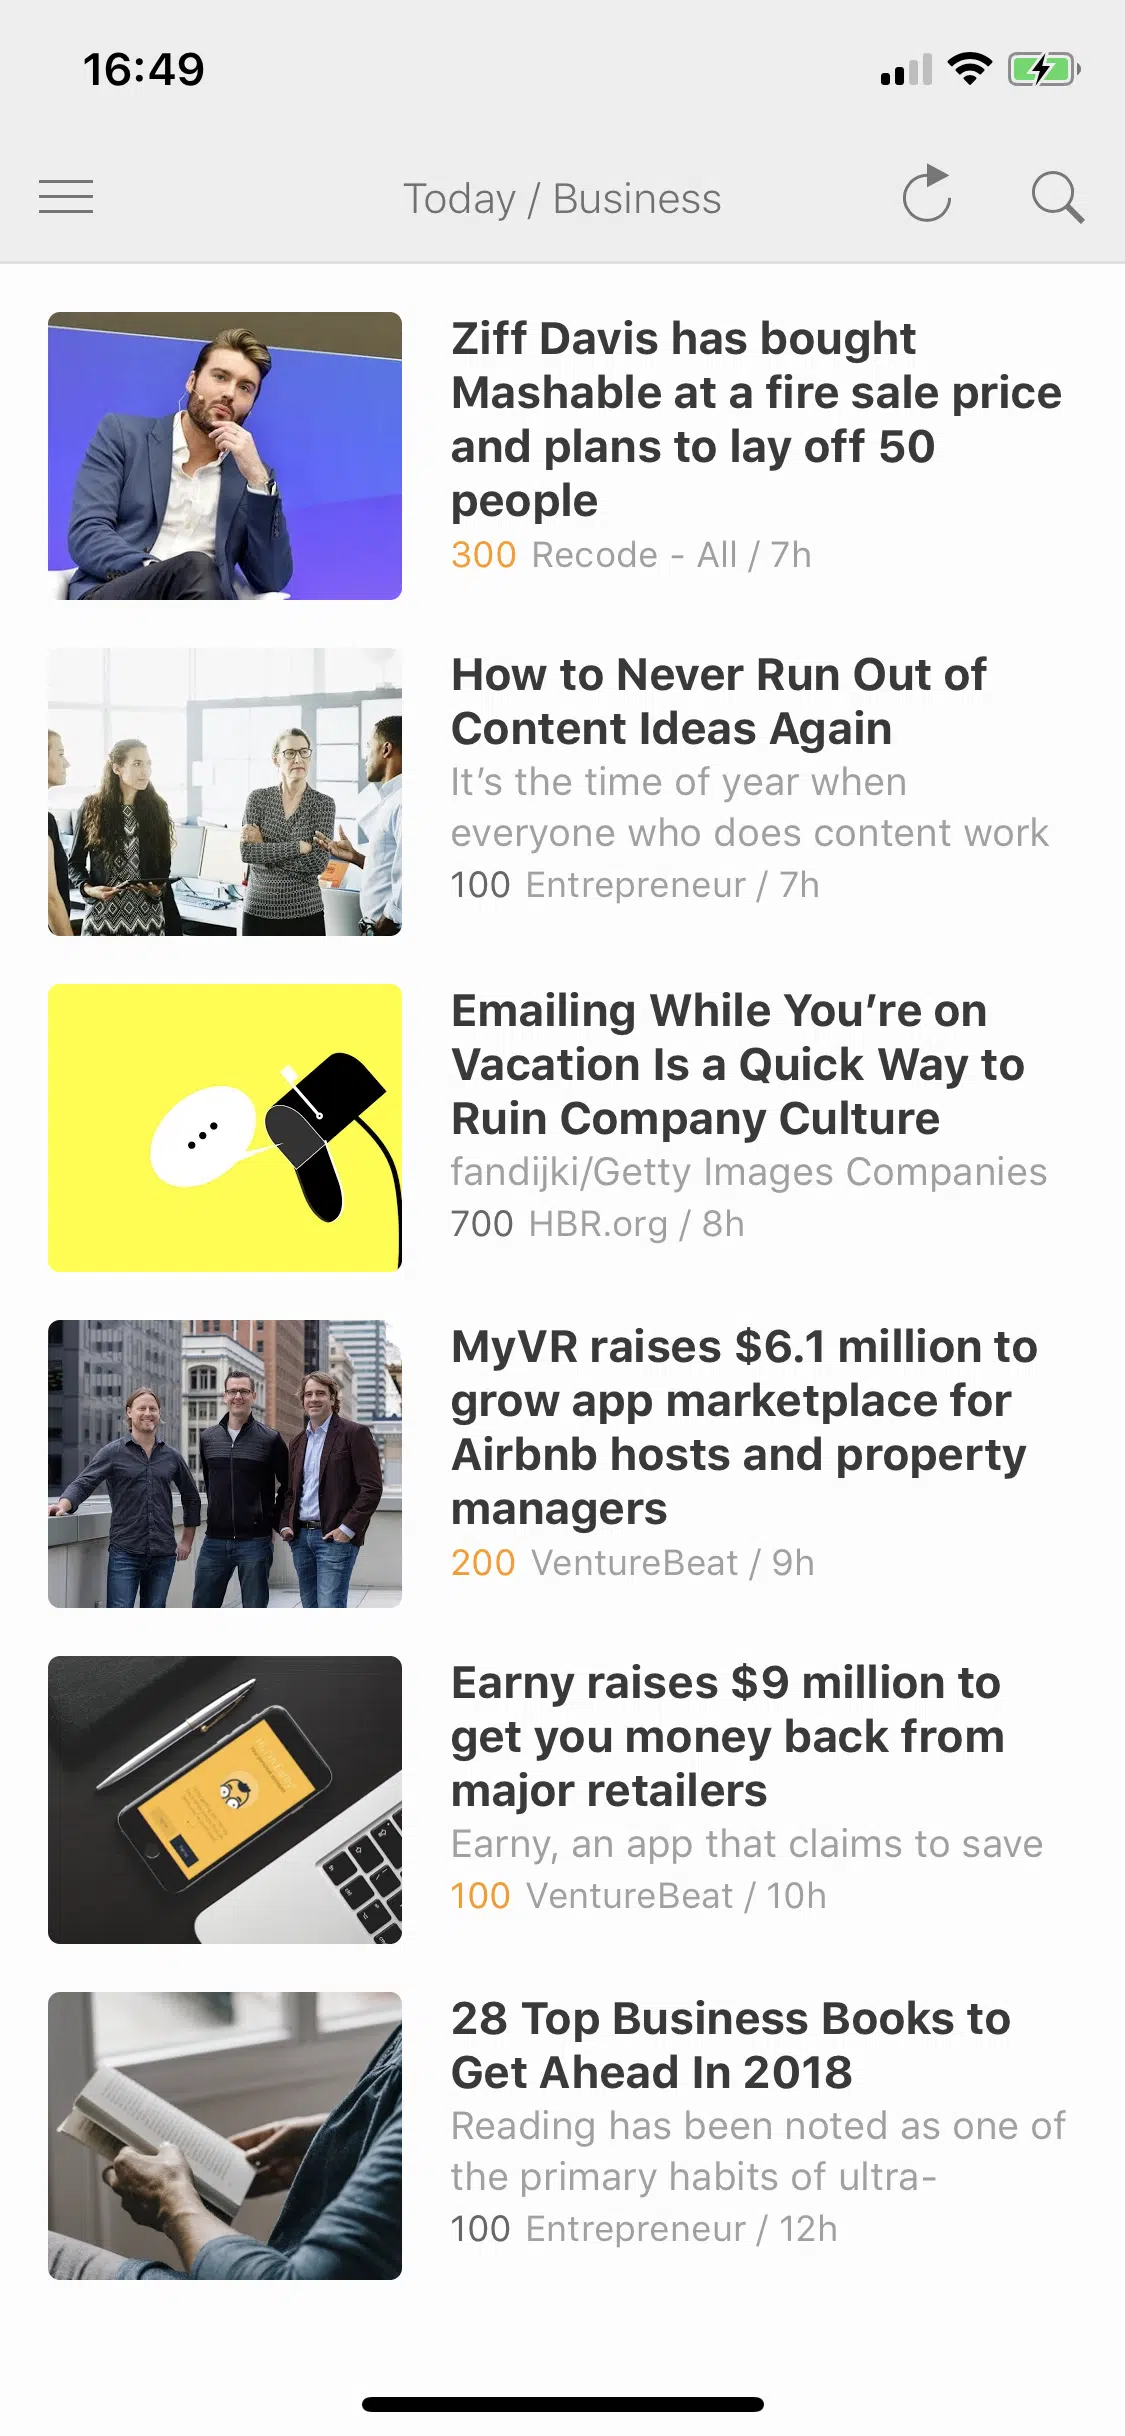 16:49
Today / Business
Ziff Davis has bought
Mashable at a fire sale price
and plans to lay off 50
people
300 Recode - All / 7h
How to Never Run Out of
Content Ideas Again
It’s the time of year when
everyone who does content work
100 Entrepreneur / 7h
Emailing While You’re on
Vacation Is a Quick Way to
Ruin Company Culture
fandijki/Getty Images Companies
700 HBR.org / 8h
MyVR raises $6.1 million to
grow app marketplace for
Airbnb hosts and property
managers
200 VentureBeat / 9h
Earny raises $9 million to
get you money back from
major retailers
Earny, an app that claims to save
100 VentureBeat / 10h
28 Top Business Books to
Get Ahead In 2018
Reading has been noted as one of
the primary habits of ultra-
100 Entrepreneur / 12h